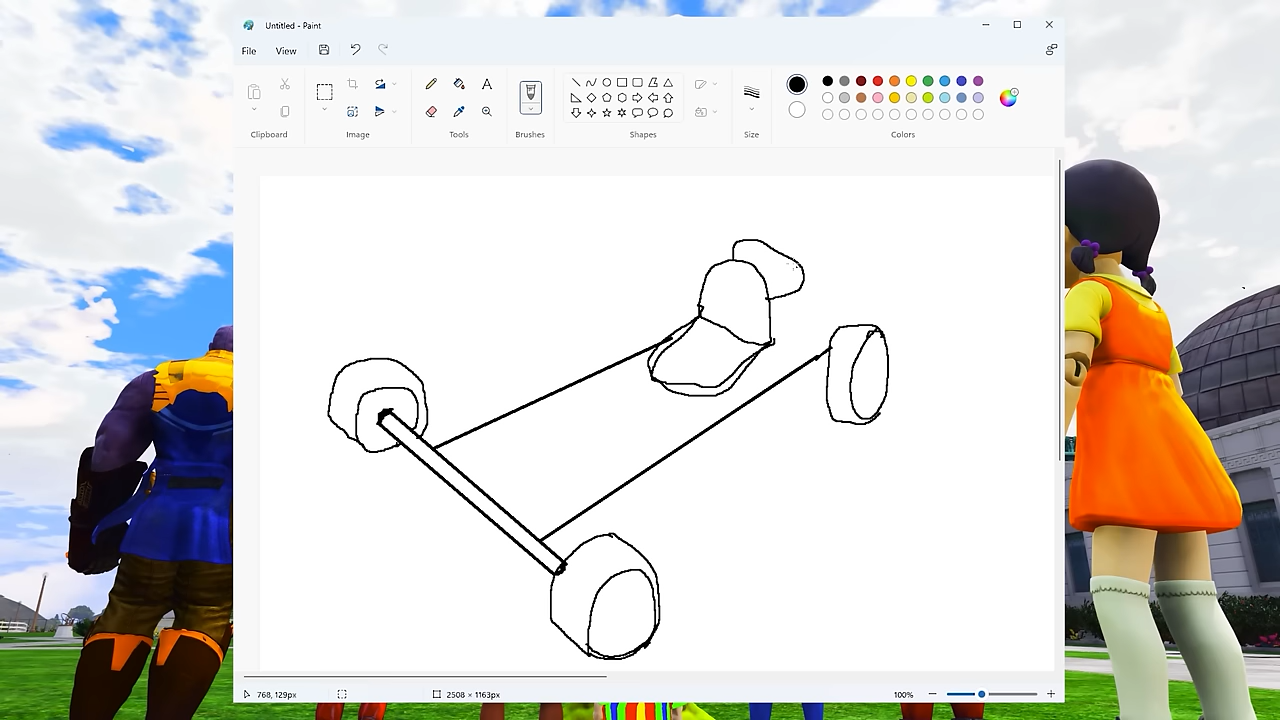 Untitled - Paint
File View
Clipboard Image Tools Brushes Shapes Size Colors
768, 129px 2508 × 1163px 100%